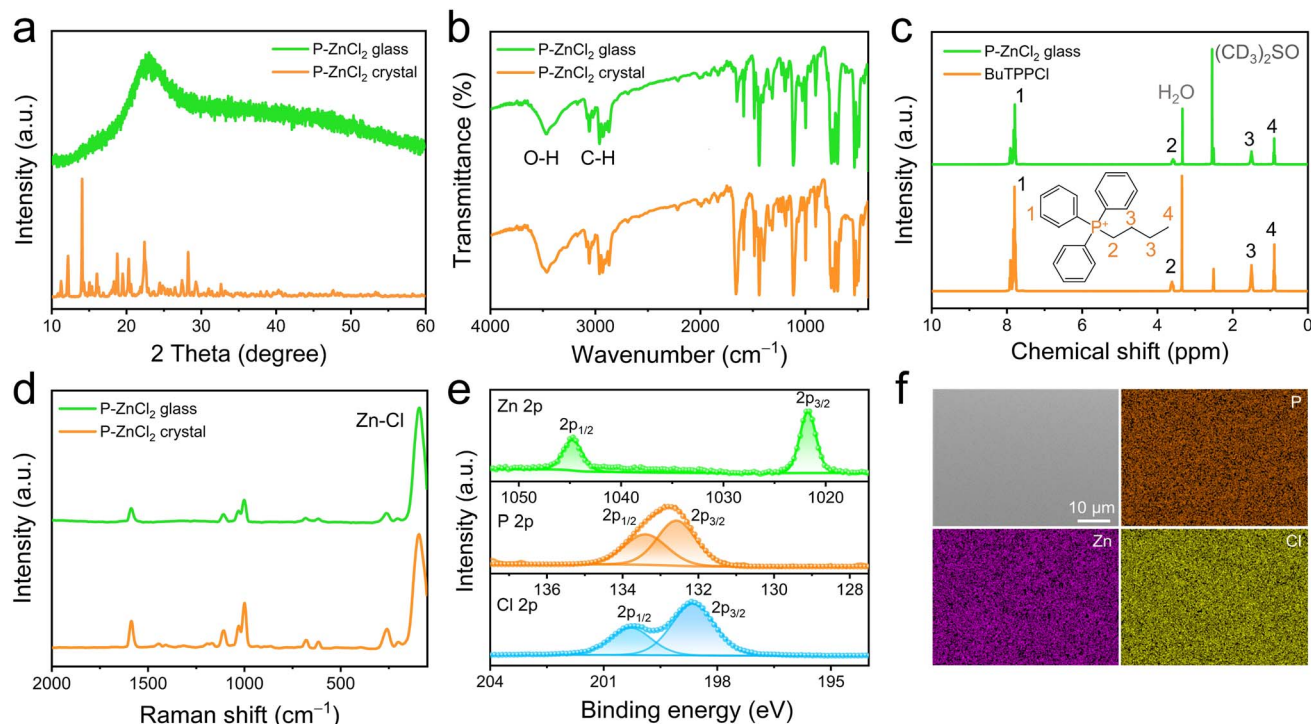 a
P-ZnCl₂ glass
P-ZnCl₂ crystal
Intensity (a.u.)
10 20 30 40 50 60
2 Theta (degree)
b
P-ZnCl₂ glass
P-ZnCl₂ crystal
O-H
C-H
Transmittance (%)
4000 3000 2000 1000
Wavenumber (cm⁻¹)
c
P-ZnCl₂ glass
BuTPPCl
(CD₃)₂SO
H₂O
1
2
3
4
1
1
P⁺
3
4
2
3
2
3
4
Intensity (a.u.)
10 8 6 4 2 0
Chemical shift (ppm)
d
P-ZnCl₂ glass
P-ZnCl₂ crystal
Zn-Cl
Intensity (a.u.)
2000 1500 1000 500
Raman shift (cm⁻¹)
e
Zn 2p
2p₁/₂
2p₃/₂
1050 1040 1030 1020
P 2p
2p₁/₂
2p₃/₂
136 134 132 130 128
Cl 2p
2p₁/₂
2p₃/₂
204 201 198 195
Intensity (a.u.)
Binding energy (eV)
f
10 μm
P
Zn
Cl